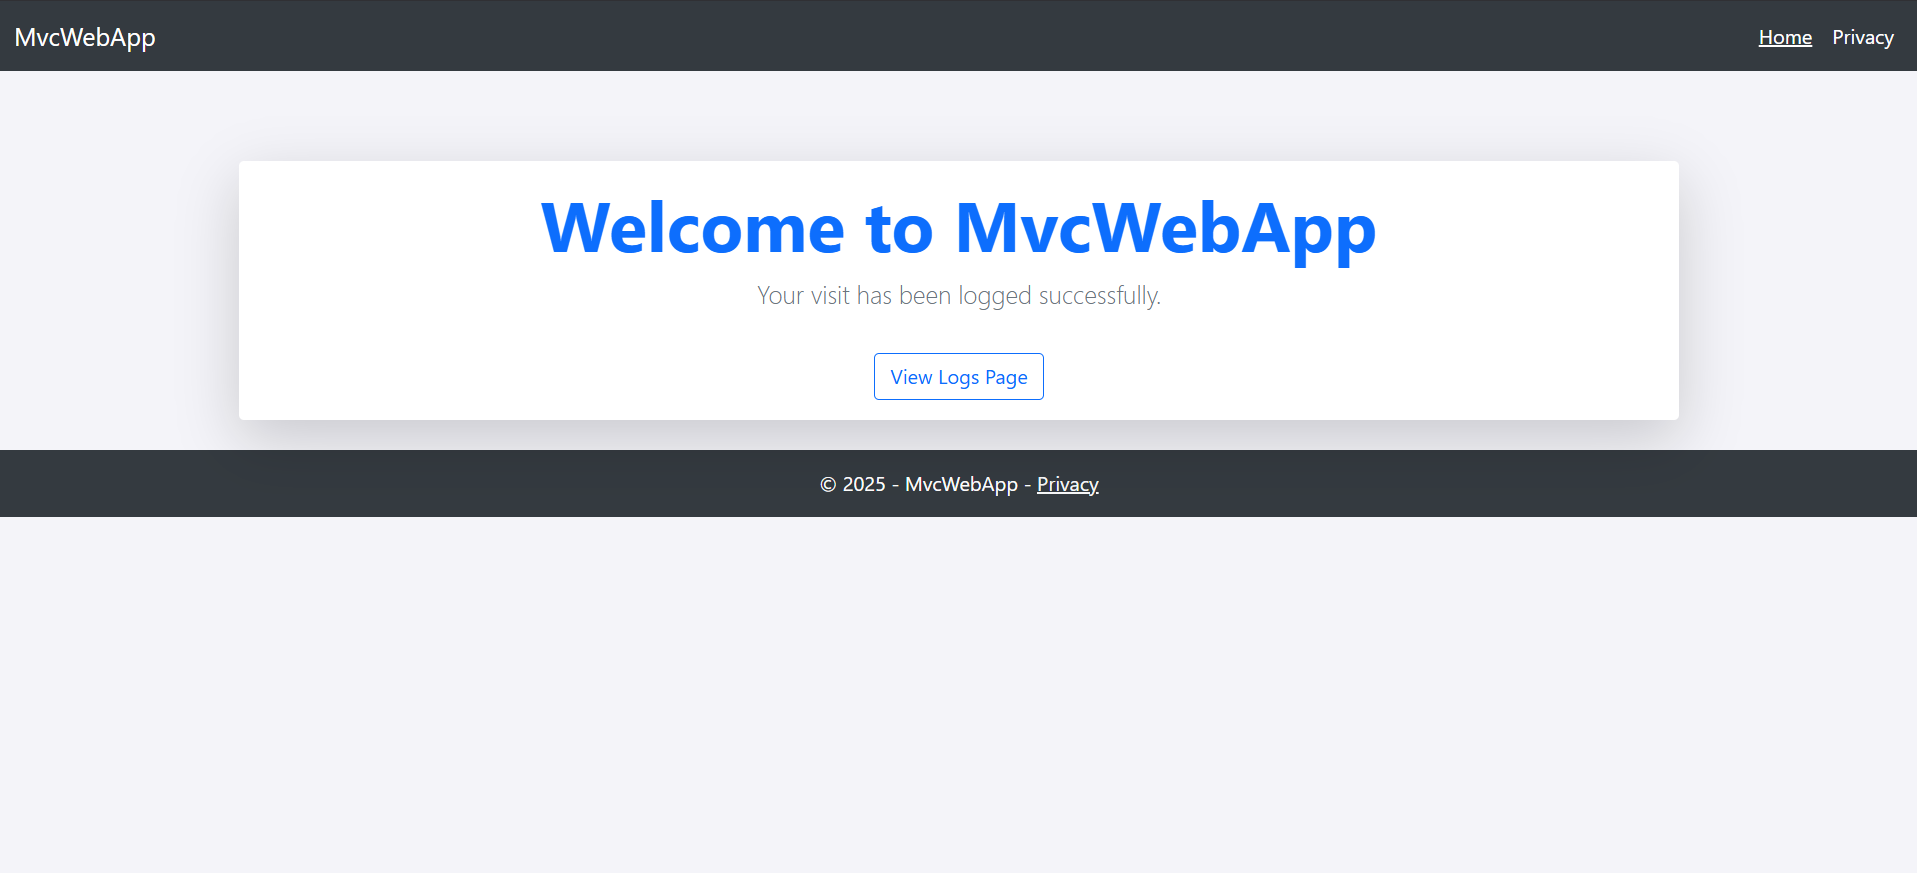 MvcWebApp Home Privacy
Welcome to MvcWebApp
Your visit has been logged successfully.
View Logs Page
© 2025 - MvcWebApp - Privacy